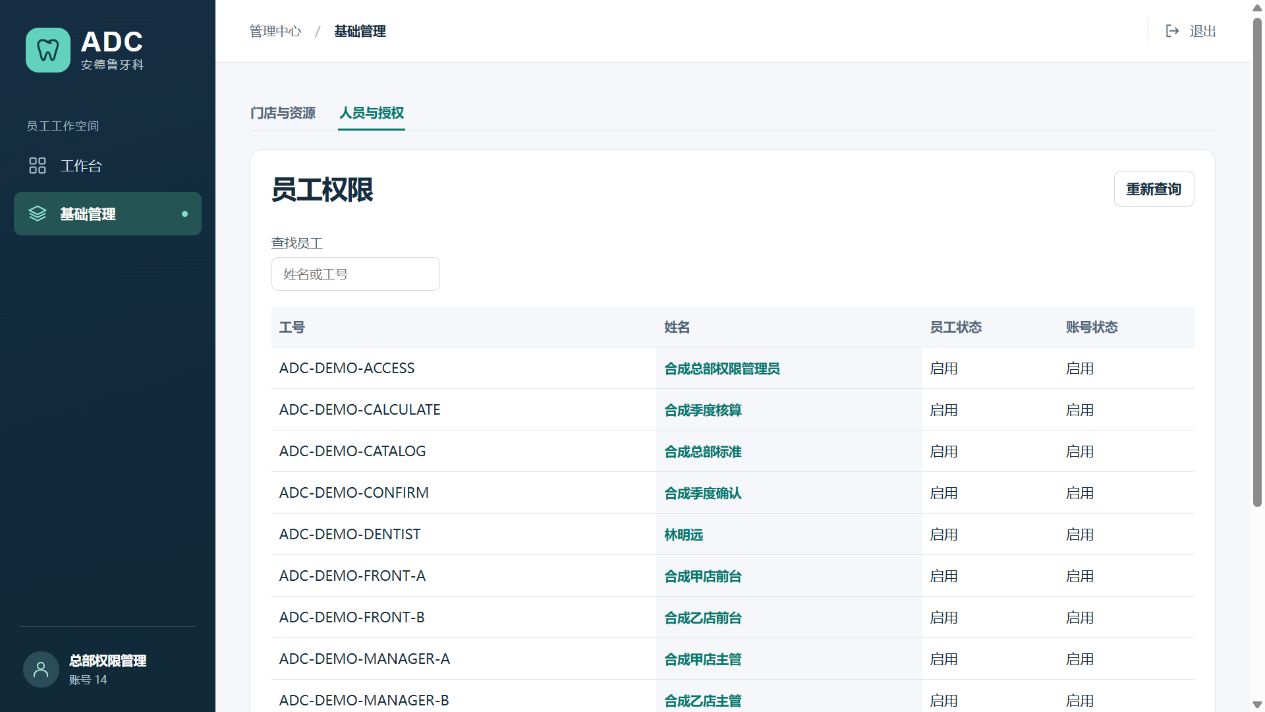 ADC
安德鲁牙科
员工工作空间
工作台
基础管理
总部权限管理
账号 14
管理中心 / 基础管理
退出
门店与资源 人员与授权
员工权限
重新查询
查找员工
姓名或工号
工号 姓名 员工状态 账号状态
ADC-DEMO-ACCESS 合成总部权限管理员 启用 启用
ADC-DEMO-CALCULATE 合成季度核算 启用 启用
ADC-DEMO-CATALOG 合成总部标准 启用 启用
ADC-DEMO-CONFIRM 合成季度确认 启用 启用
ADC-DEMO-DENTIST 林明远 启用 启用
ADC-DEMO-FRONT-A 合成甲店前台 启用 启用
ADC-DEMO-FRONT-B 合成乙店前台 启用 启用
ADC-DEMO-MANAGER-A 合成甲店主管 启用 启用
ADC-DEMO-MANAGER-B 合成乙店主管 启用 启用